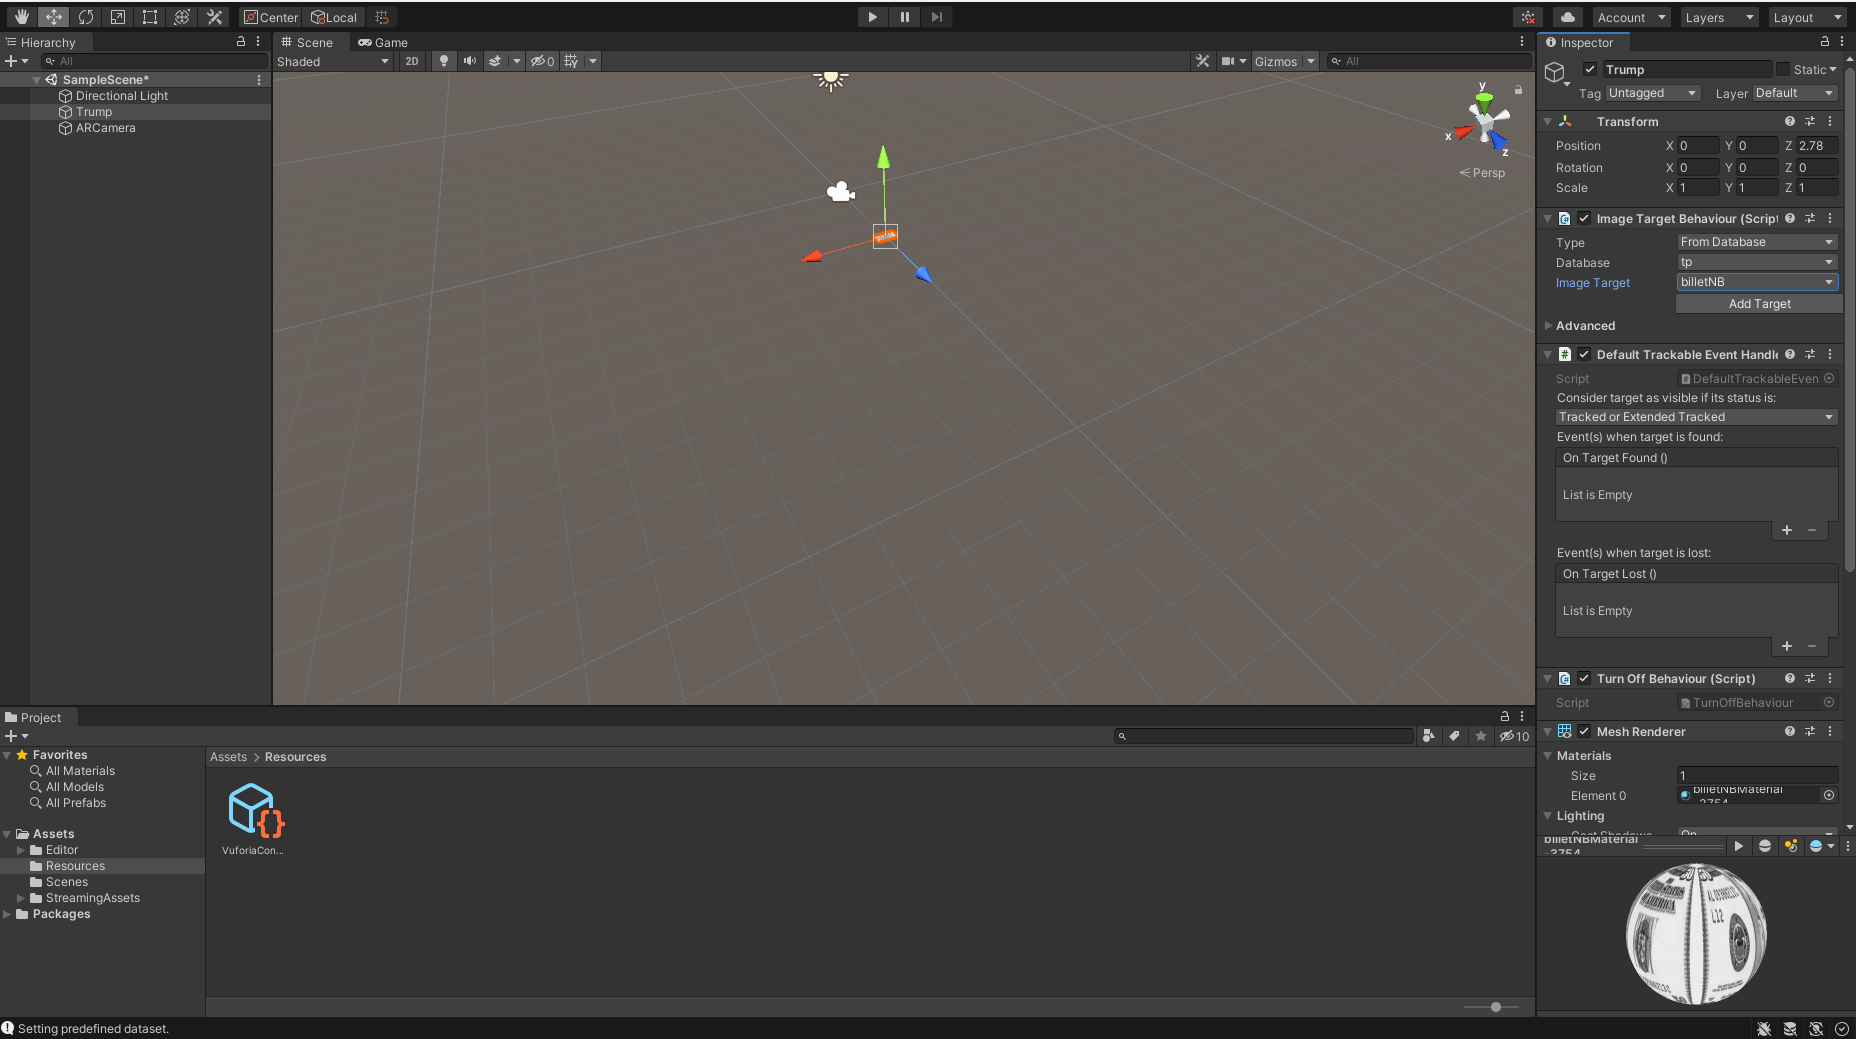 Center
Local
Account
Layers
Layout
Hierarchy
All
SampleScene*
Directional Light
Trump
ARCamera
Scene
Game
Shaded
2D
0
Gizmos
All
y
x
z
Persp
Project
Favorites
All Materials
All Models
All Prefabs
Assets
Editor
Resources
Scenes
StreamingAssets
Packages
10
Assets > Resources
VuforiaCon...
Inspector
Trump
Static
Tag Untagged Layer Default
Transform
Position X 0 Y 0 Z 2.78
Rotation X 0 Y 0 Z 0
Scale X 1 Y 1 Z 1
Image Target Behaviour (Script
Type From Database
Database tp
Image Target billetNB
Add Target
Advanced
Default Trackable Event Handle
Script DefaultTrackableEven
Consider target as visible if its status is:
Tracked or Extended Tracked
Event(s) when target is found:
On Target Found ()
List is Empty
Event(s) when target is lost:
On Target Lost ()
List is Empty
Turn Off Behaviour (Script)
Script TurnOffBehaviour
Mesh Renderer
Materials
Size 1
Element 0 billetNBMaterial
Lighting
Cast Shadows On
billetNBMaterial
-3754
AMERICA
L12
Setting predefined dataset.